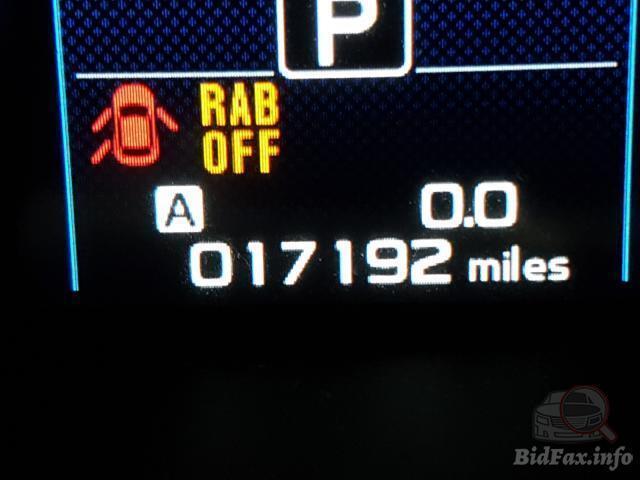 P
RAB
OFF
A 0.0
017192 miles
BidFax.info